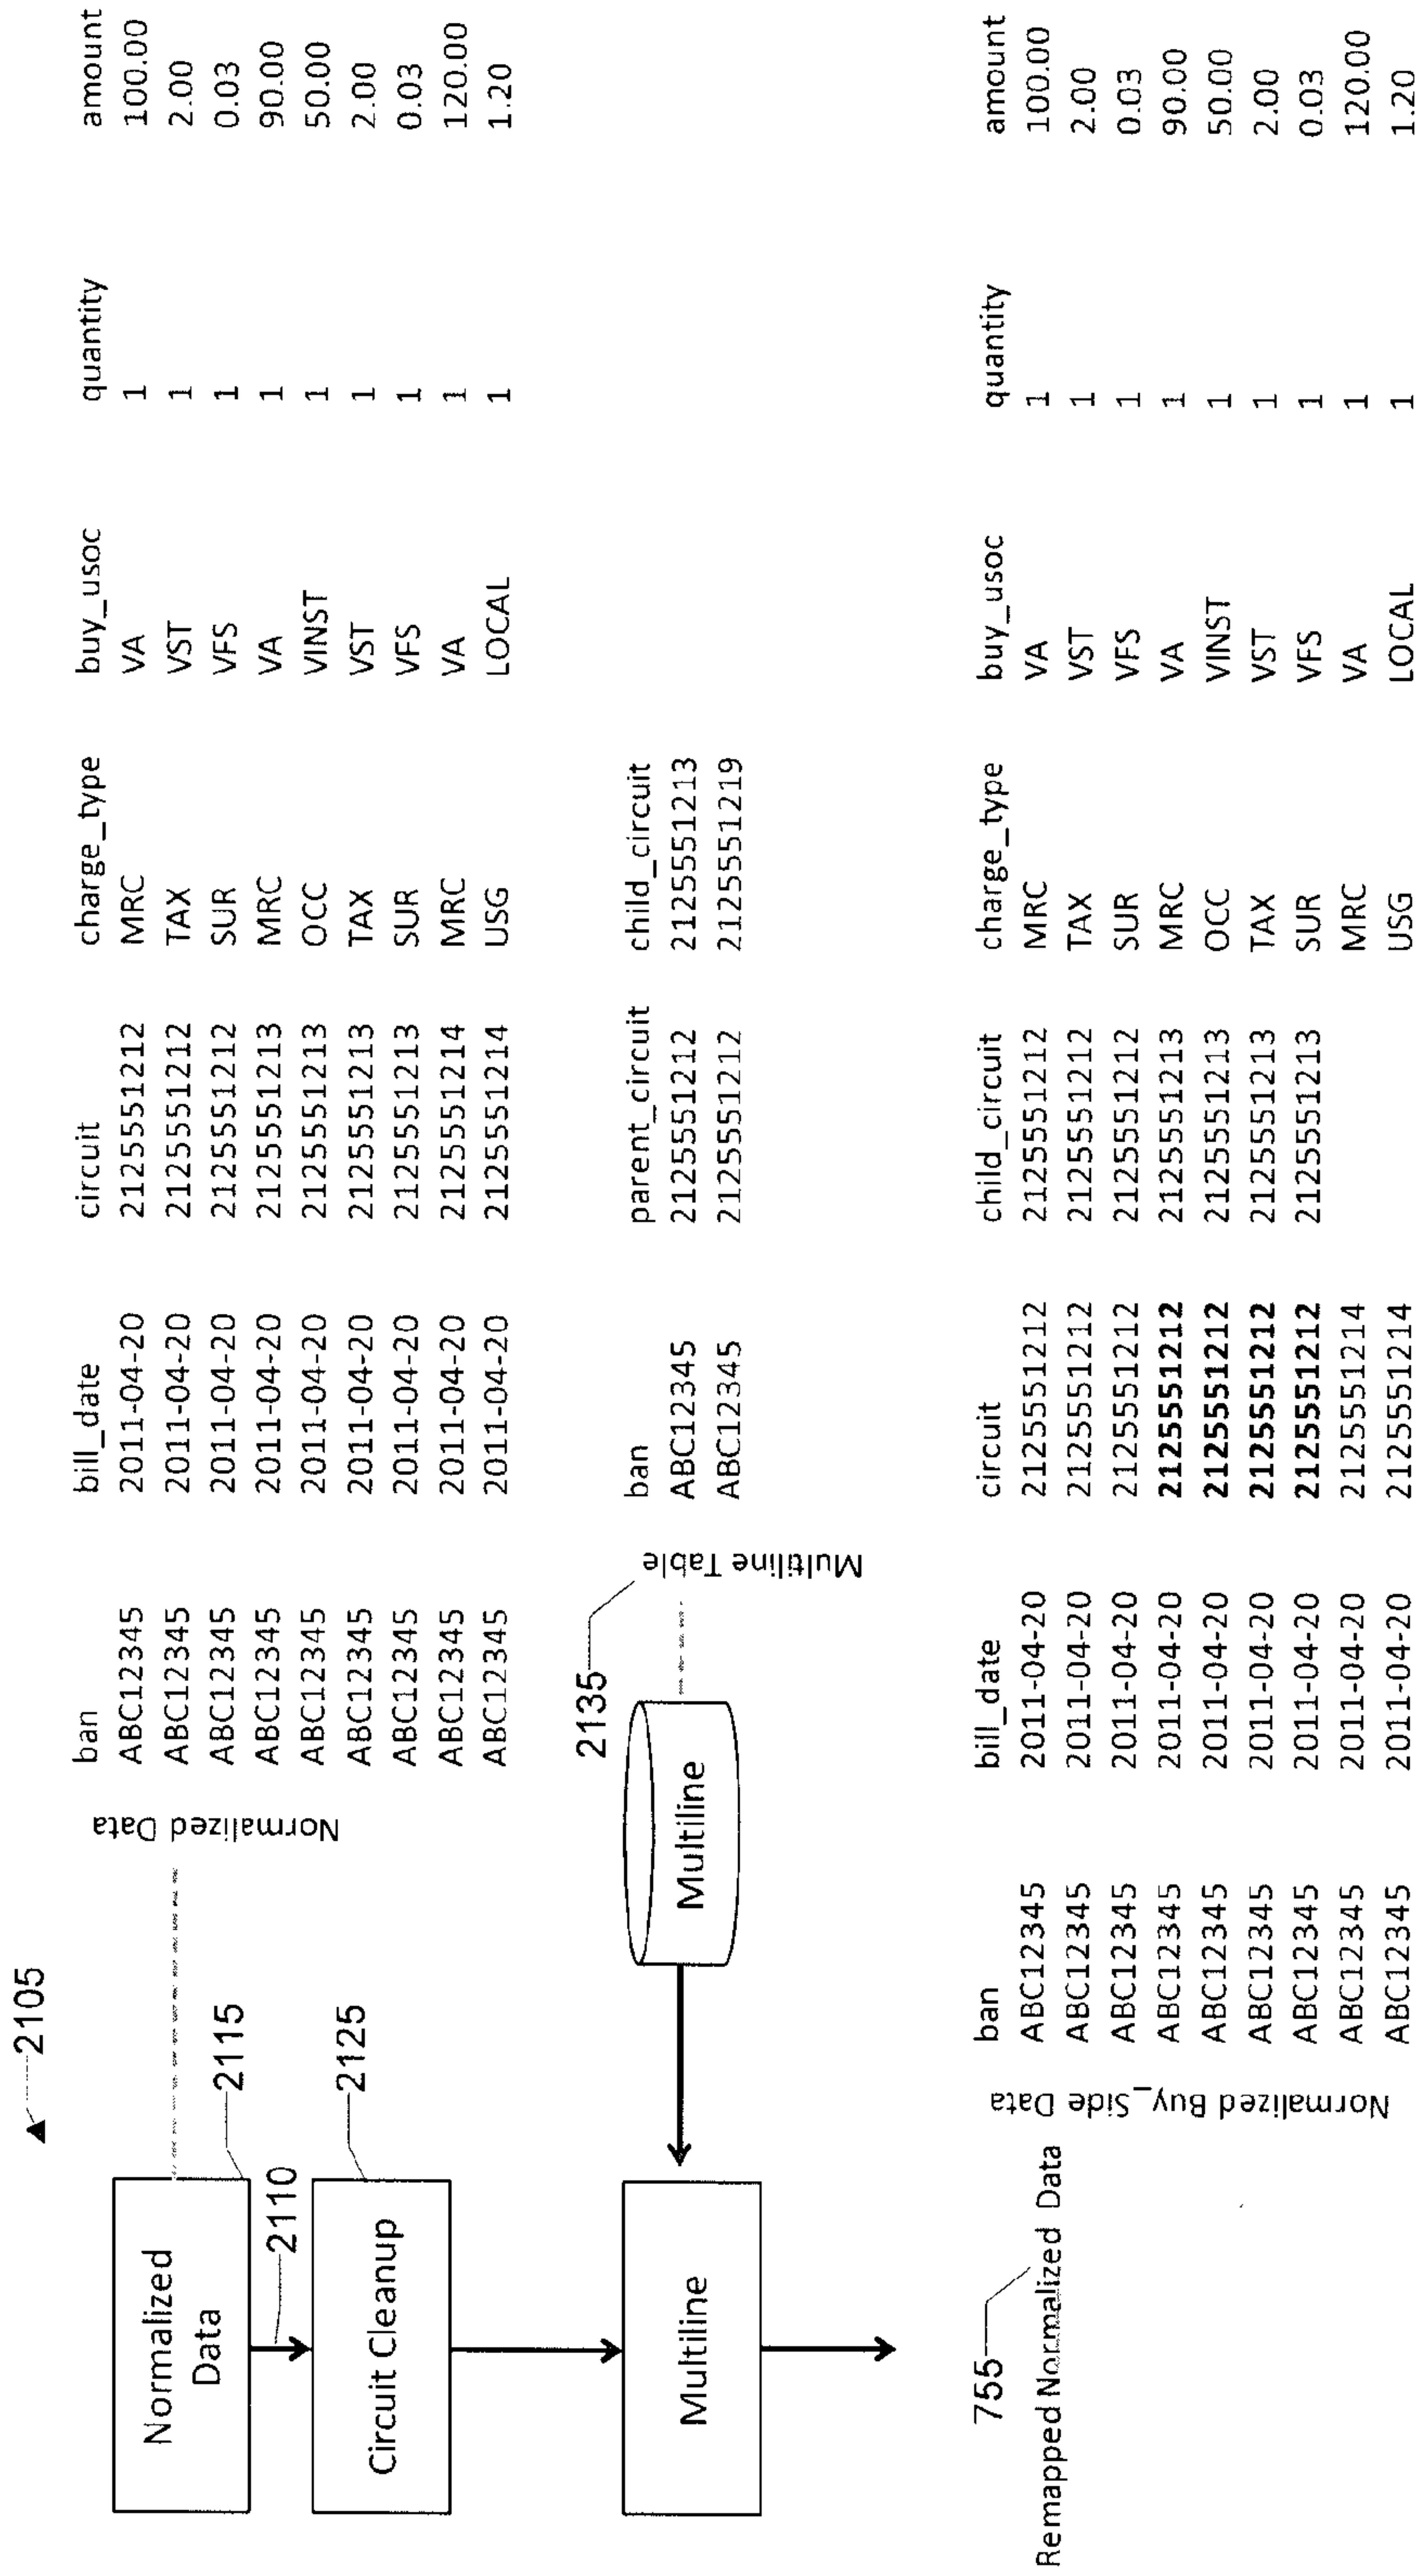 2105
Normalized
Data
2115
2110
Circuit Cleanup
2125
Multiline
Multiline
2135
Normalized Data
ban bill_date circuit charge_type buy_usoc quantity amount
ABC12345 2011-04-20 2125551212 MRC VA 1 100.00
ABC12345 2011-04-20 2125551212 TAX VST 1 2.00
ABC12345 2011-04-20 2125551212 SUR VFS 1 0.03
ABC12345 2011-04-20 2125551213 MRC VA 1 90.00
ABC12345 2011-04-20 2125551213 OCC VINST 1 50.00
ABC12345 2011-04-20 2125551213 TAX VST 1 2.00
ABC12345 2011-04-20 2125551213 SUR VFS 1 0.03
ABC12345 2011-04-20 2125551214 MRC VA 1 120.00
ABC12345 2011-04-20 2125551214 USG LOCAL 1 1.20
Multiline Table
ban parent_circuit child_circuit
ABC12345 2125551212 2125551213
ABC12345 2125551212 2125551219
755
Remapped Normalized Data
Normalized Buy_Side Data
ban bill_date circuit child_circuit charge_type buy_usoc quantity amount
ABC12345 2011-04-20 2125551212 2125551212 MRC VA 1 100.00
ABC12345 2011-04-20 2125551212 2125551212 TAX VST 1 2.00
ABC12345 2011-04-20 2125551212 2125551212 SUR VFS 1 0.03
ABC12345 2011-04-20 2125551212 2125551213 MRC VA 1 90.00
ABC12345 2011-04-20 2125551212 2125551213 OCC VINST 1 50.00
ABC12345 2011-04-20 2125551212 2125551213 TAX VST 1 2.00
ABC12345 2011-04-20 2125551212 2125551213 SUR VFS 1 0.03
ABC12345 2011-04-20 2125551214 MRC VA 1 120.00
ABC12345 2011-04-20 2125551214 USG LOCAL 1 1.20